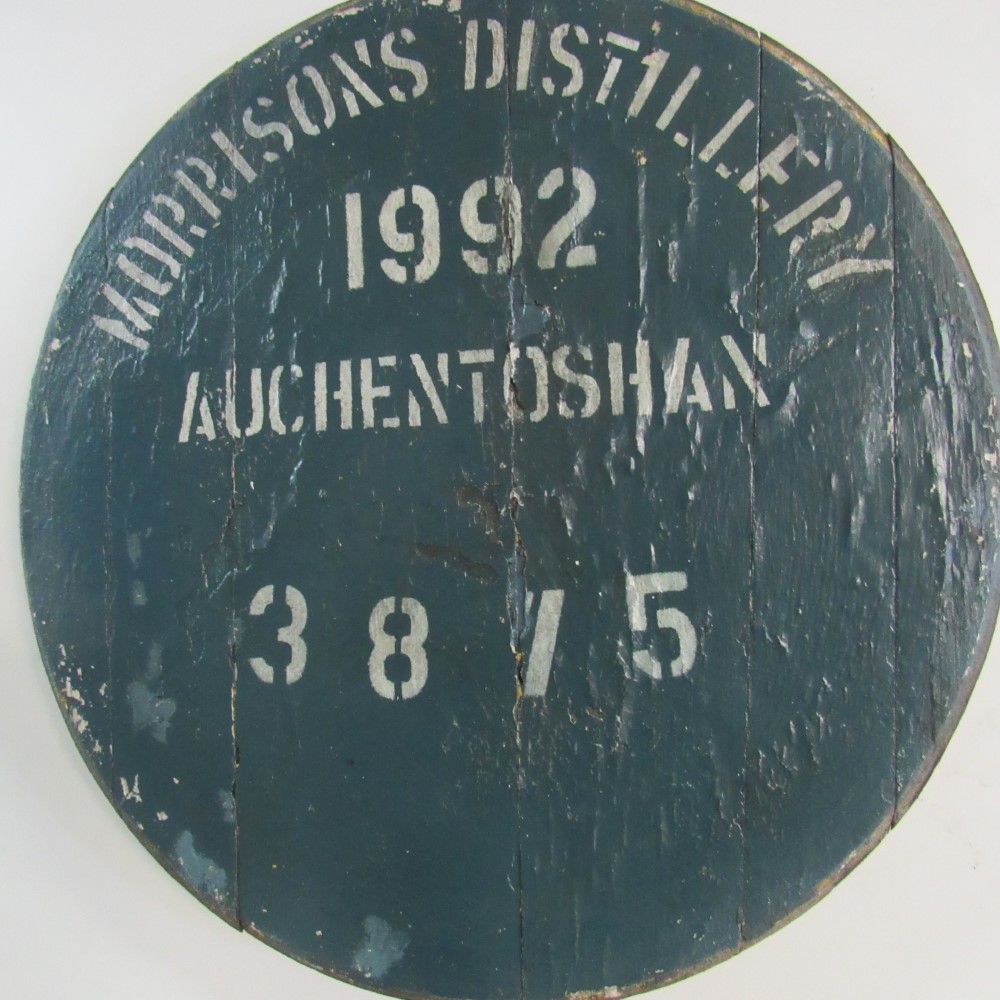 MORRISONS DISTILLERY
1992
AUCHENTOSHAN
3875